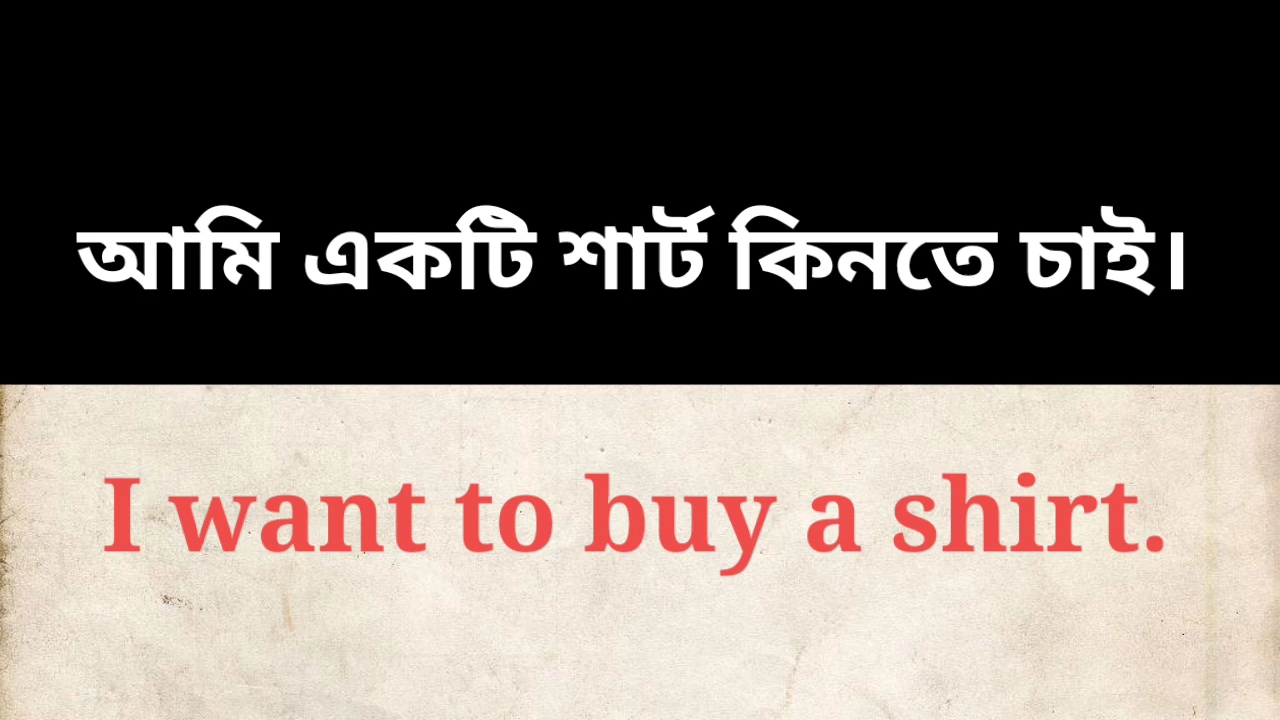 আমি একটি শার্ট কিনতে চাই।
I want to buy a shirt.